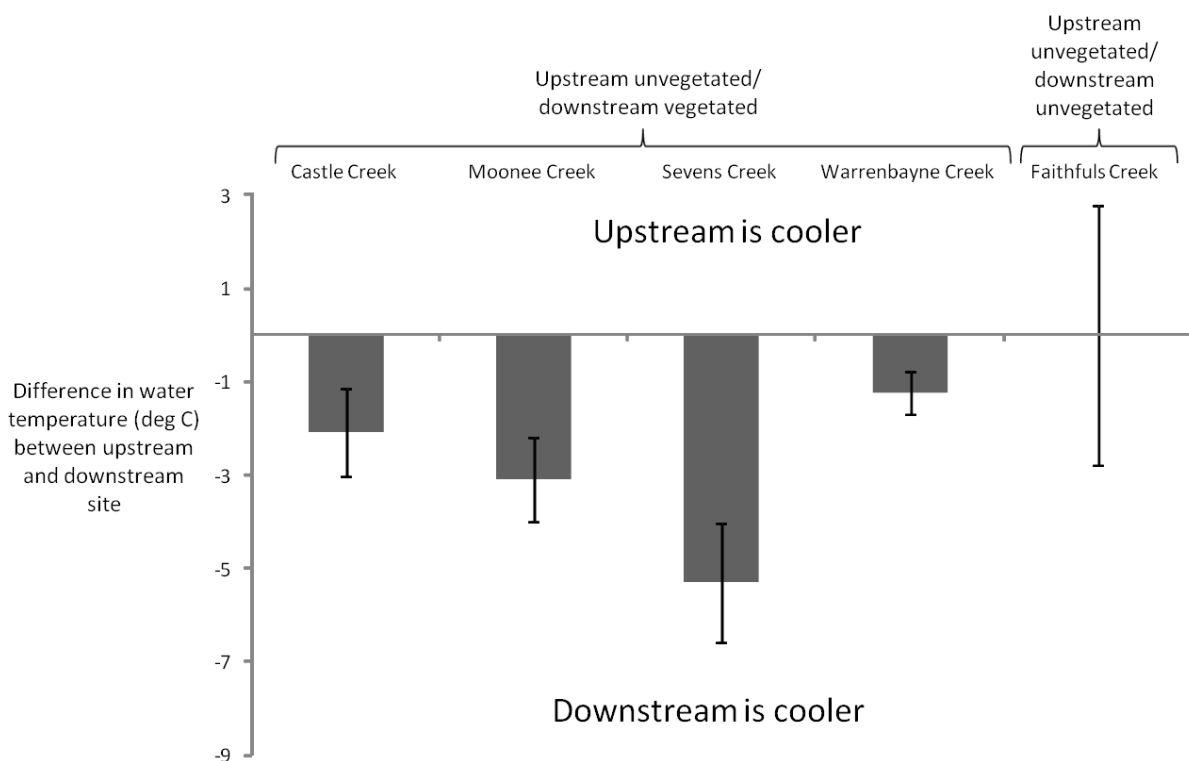 Upstream unvegetated/
downstream vegetated
Upstream
unvegetated/
downstream
unvegetated
Castle Creek
Moonee Creek
Sevens Creek
Warrenbayne Creek
Faithfuls Creek
3
1
-1
-3
-5
-7
-9
Upstream is cooler
Difference in water
temperature (deg C)
between upstream
and downstream
site
Downstream is cooler